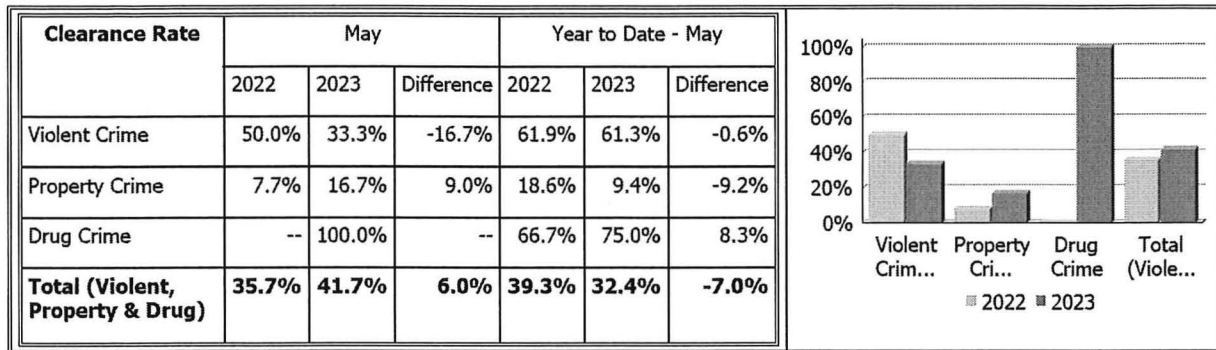 Clearance Rate May Year to Date - May
2022 2023 Difference 2022 2023 Difference
Violent Crime 50.0% 33.3% -16.7% 61.9% 61.3% -0.6%
Property Crime 7.7% 16.7% 9.0% 18.6% 9.4% -9.2%
Drug Crime -- 100.0% -- 66.7% 75.0% 8.3%
Total (Violent, 35.7% 41.7% 6.0% 39.3% 32.4% -7.0%
Property & Drug)
100%
80%
60%
40%
20%
0%
Violent Property Drug Total
Crim... Cri... Crime (Viole...
2022 2023